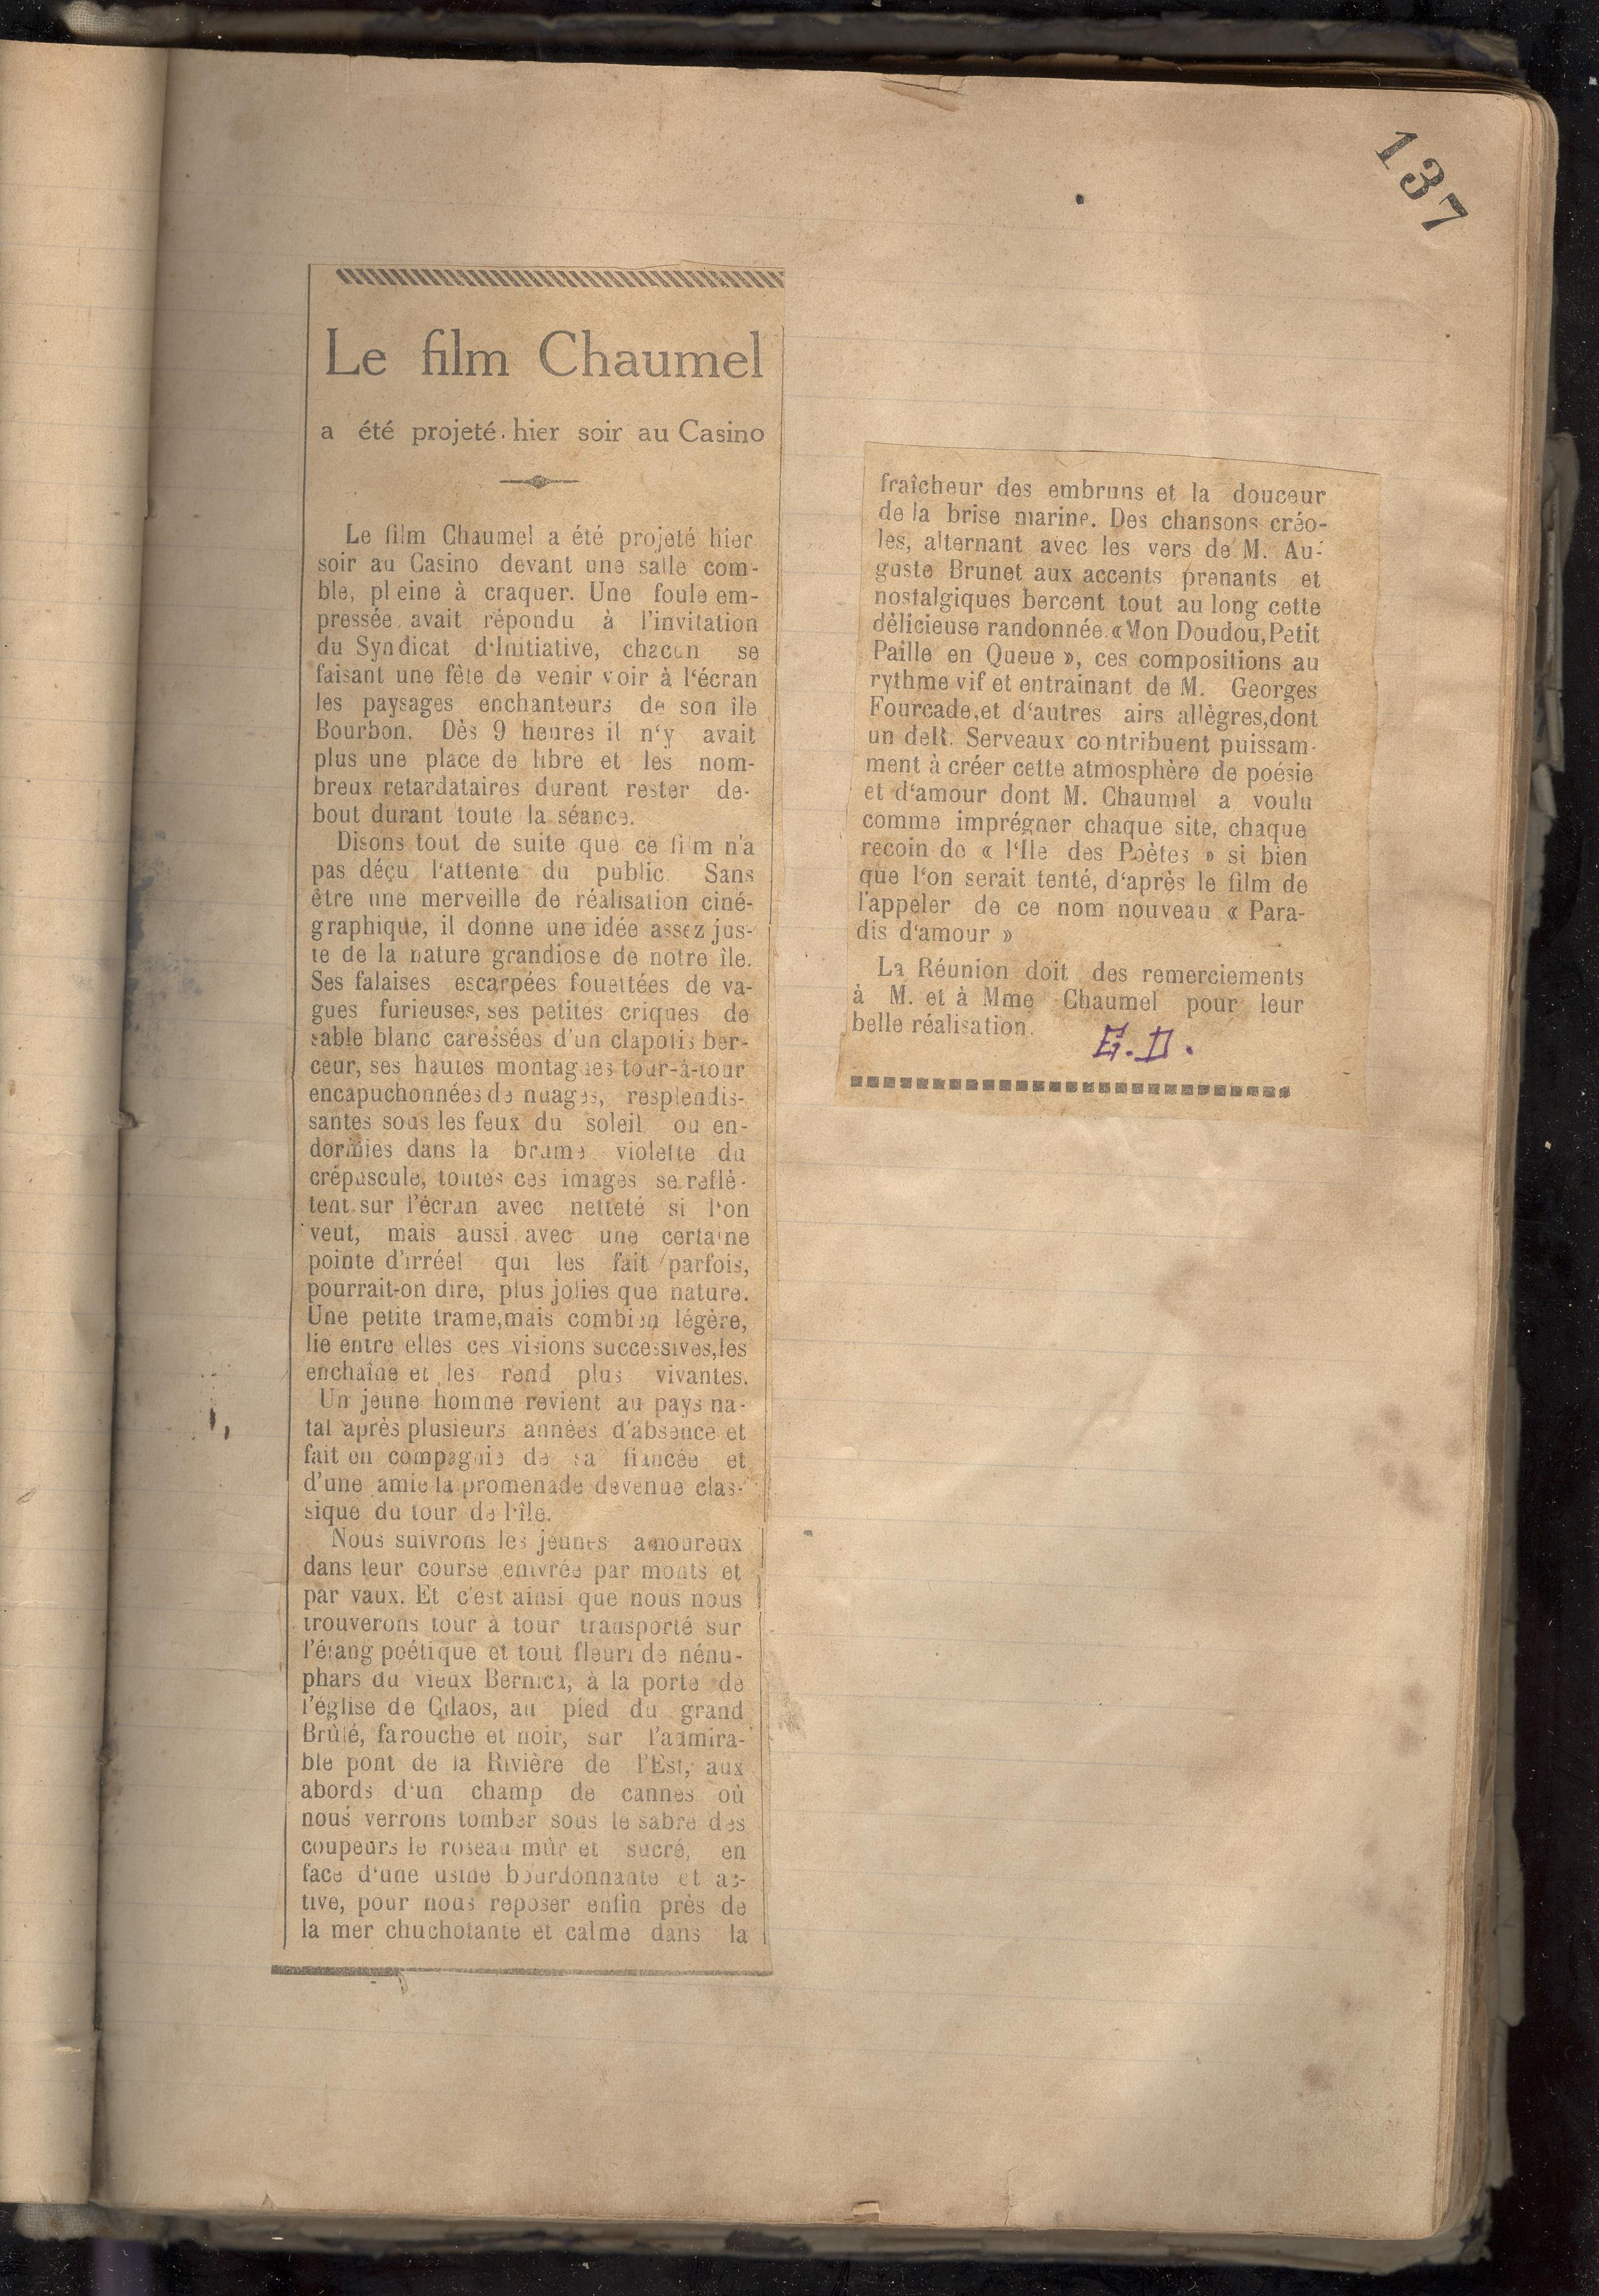 137
Le film Chaumel
a été projeté hier soir au Casino
Le film Chaumel a été projeté hier
soir au Casino devant une salle com-
ble, pleine à craquer. Une foule em-
pressée avait répondu à l'invitation
du Syndicat d'Initiative, chacun se
faisant une fête de venir voir à l'écran
les paysages enchanteurs de son île
Bourbon. Dès 9 heures il n'y avait
plus une place de libre et les nom-
breux retardataires durent rester de-
bout durant toute la séance.
Disons tout de suite que ce film n'a
pas déçu l'attente du public. Sans
être une merveille de réalisation ciné-
graphique, il donne une idée assez jus-
te de la nature grandiose de notre île.
Ses falaises escarpées fouettées de va-
gues furieuses, ses petites criques de
sable blanc caressées d'un clapotis ber-
ceur, ses hautes montagnes tour-à-tour
encapuchonnées de nuages, resplendis-
santes sous les feux du soleil ou en-
dormies dans la brume violette du
crépuscule, toutes ces images se reflè-
tent sur l'écran avec netteté si l'on
veut, mais aussi avec une certaine
pointe d'irréel qui les fait parfois,
pourrait-on dire, plus jolies que nature.
Une petite trame, mais combien légère,
lie entre elles ces visions successives, les
enchaîne et les rend plus vivantes.
Un jeune homme revient au pays na-
tal après plusieurs années d'absence et
fait en compagnie de sa fiancée et
d'une amie la promenade devenue clas-
sique du tour de l'île.
Nous suivrons les jeunes amoureux
dans leur course enivrée par monts et
par vaux. Et c'est ainsi que nous nous
trouverons tour à tour transporté sur
l'étang poétique et tout fleuri de nénu-
phars du vieux Bernica, à la porte de
l'église de Cilaos, au pied du grand
Brûlé, farouche et noir, sur l'admira-
ble pont de la Rivière de l'Est, aux
abords d'un champ de cannes où
nous verrons tomber sous le sabre des
coupeurs le roseau mûr et sucré, en
face d'une usine bourdonnante et ac-
tive, pour nous reposer enfin près de
la mer chuchotante et calme dans la
fraîcheur des embruns et la douceur
de la brise marine. Des chansons créo-
les, alternant avec les vers de M. Au-
guste Brunet aux accents prenants et
nostalgiques bercent tout au long cette
délicieuse randonnée. «Mon Doudou, Petit
Paille en Queue », ces compositions au
rythme vif et entrainant de M. Georges
Fourcade, et d'autres airs allègres, dont
un de R. Serveaux contribuent puissam-
ment à créer cette atmosphère de poésie
et d'amour dont M. Chaumel a voulu
comme imprégner chaque site, chaque
recoin de « l'Ile des Poètes » si bien
que l'on serait tenté, d'après le film de
l'appeler de ce nom nouveau « Para-
dis d'amour »
La Réunion doit des remerciements
à M. et à Mme Chaumel pour leur
belle réalisation.
E. D.